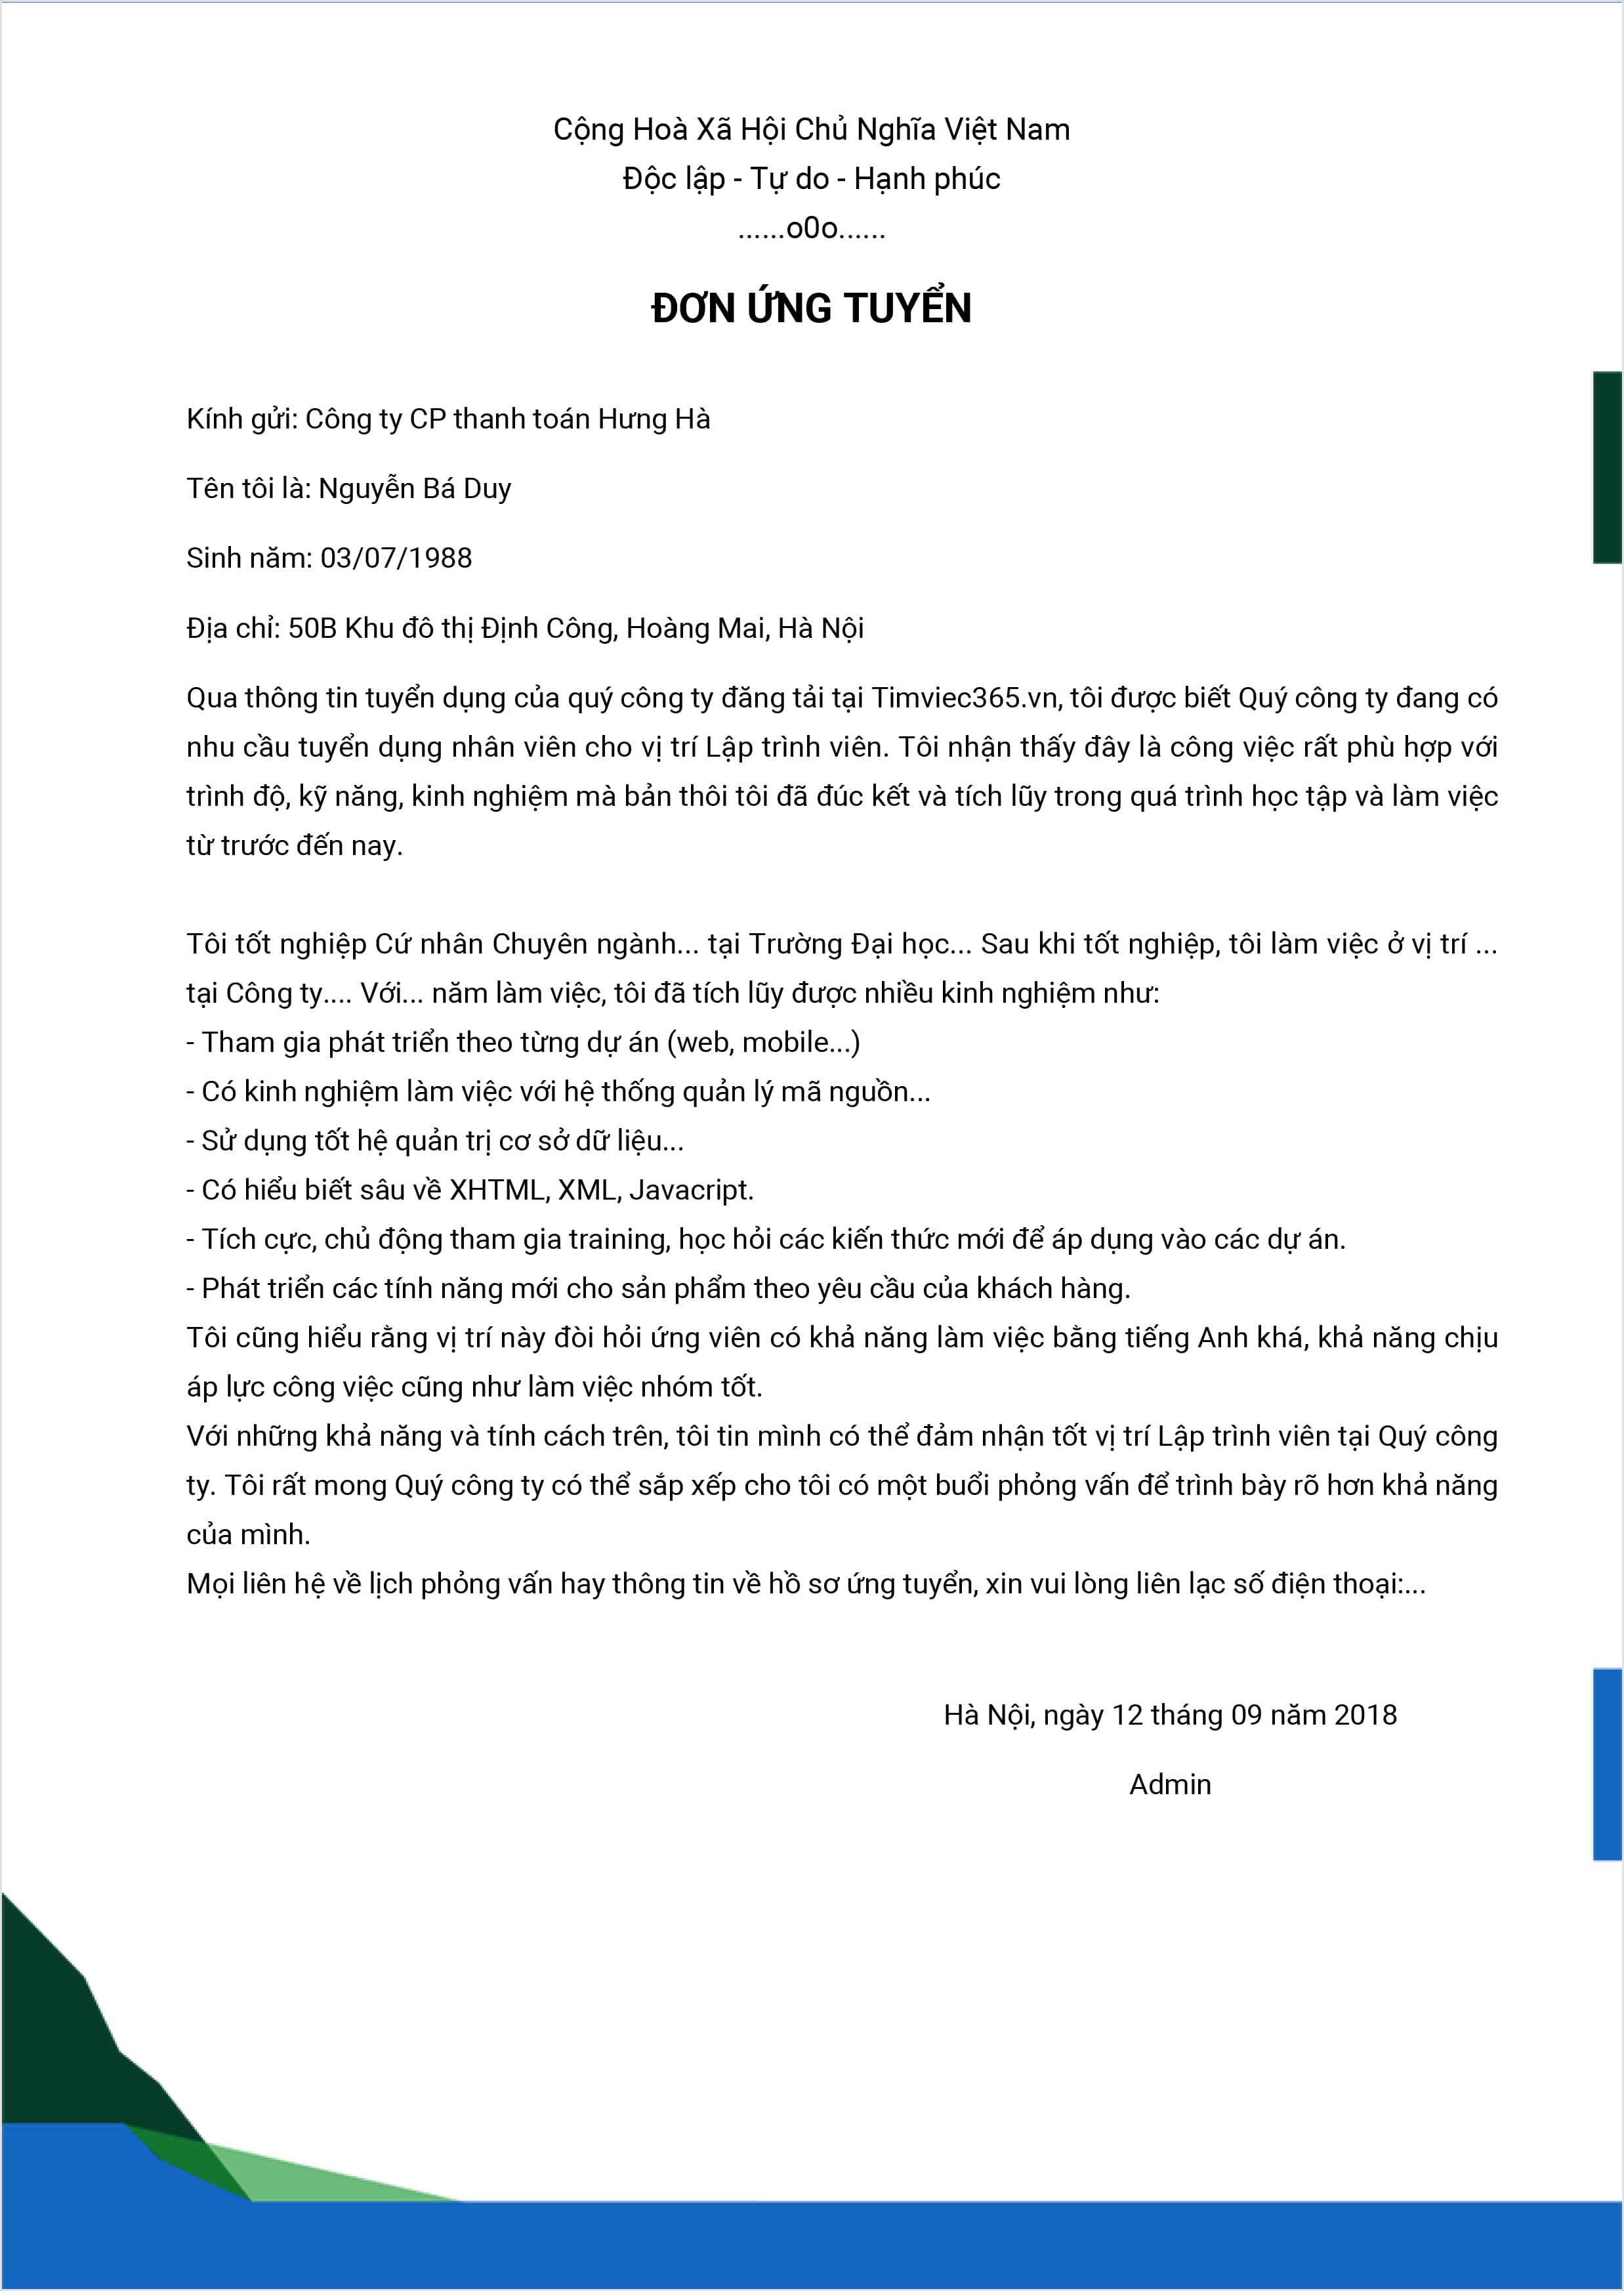 Cộng Hoà Xã Hội Chủ Nghĩa Việt Nam
Độc lập - Tự do - Hạnh phúc
......o0o......
ĐƠN ỨNG TUYỂN
Kính gửi: Công ty CP thanh toán Hưng Hà
Tên tôi là: Nguyễn Bá Duy
Sinh năm: 03/07/1988
Địa chỉ: 50B Khu đô thị Định Công, Hoàng Mai, Hà Nội
Qua thông tin tuyển dụng của quý công ty đăng tải tại Timviec365.vn, tôi được biết Quý công ty đang có
nhu cầu tuyển dụng nhân viên cho vị trí Lập trình viên. Tôi nhận thấy đây là công việc rất phù hợp với
trình độ, kỹ năng, kinh nghiệm mà bản thôi tôi đã đúc kết và tích lũy trong quá trình học tập và làm việc
từ trước đến nay.
Tôi tốt nghiệp Cứ nhân Chuyên ngành... tại Trường Đại học... Sau khi tốt nghiệp, tôi làm việc ở vị trí ...
tại Công ty.... Với... năm làm việc, tôi đã tích lũy được nhiều kinh nghiệm như:
- Tham gia phát triển theo từng dự án (web, mobile...)
- Có kinh nghiệm làm việc với hệ thống quản lý mã nguồn...
- Sử dụng tốt hệ quản trị cơ sở dữ liệu...
- Có hiểu biết sâu về XHTML, XML, Javacript.
- Tích cực, chủ động tham gia training, học hỏi các kiến thức mới để áp dụng vào các dự án.
- Phát triển các tính năng mới cho sản phẩm theo yêu cầu của khách hàng.
Tôi cũng hiểu rằng vị trí này đòi hỏi ứng viên có khả năng làm việc bằng tiếng Anh khá, khả năng chịu
áp lực công việc cũng như làm việc nhóm tốt.
Với những khả năng và tính cách trên, tôi tin mình có thể đảm nhận tốt vị trí Lập trình viên tại Quý công
ty. Tôi rất mong Quý công ty có thể sắp xếp cho tôi có một buổi phỏng vấn để trình bày rõ hơn khả năng
của mình.
Mọi liên hệ về lịch phỏng vấn hay thông tin về hồ sơ ứng tuyển, xin vui lòng liên lạc số điện thoại:...
Hà Nội, ngày 12 tháng 09 năm 2018
Admin